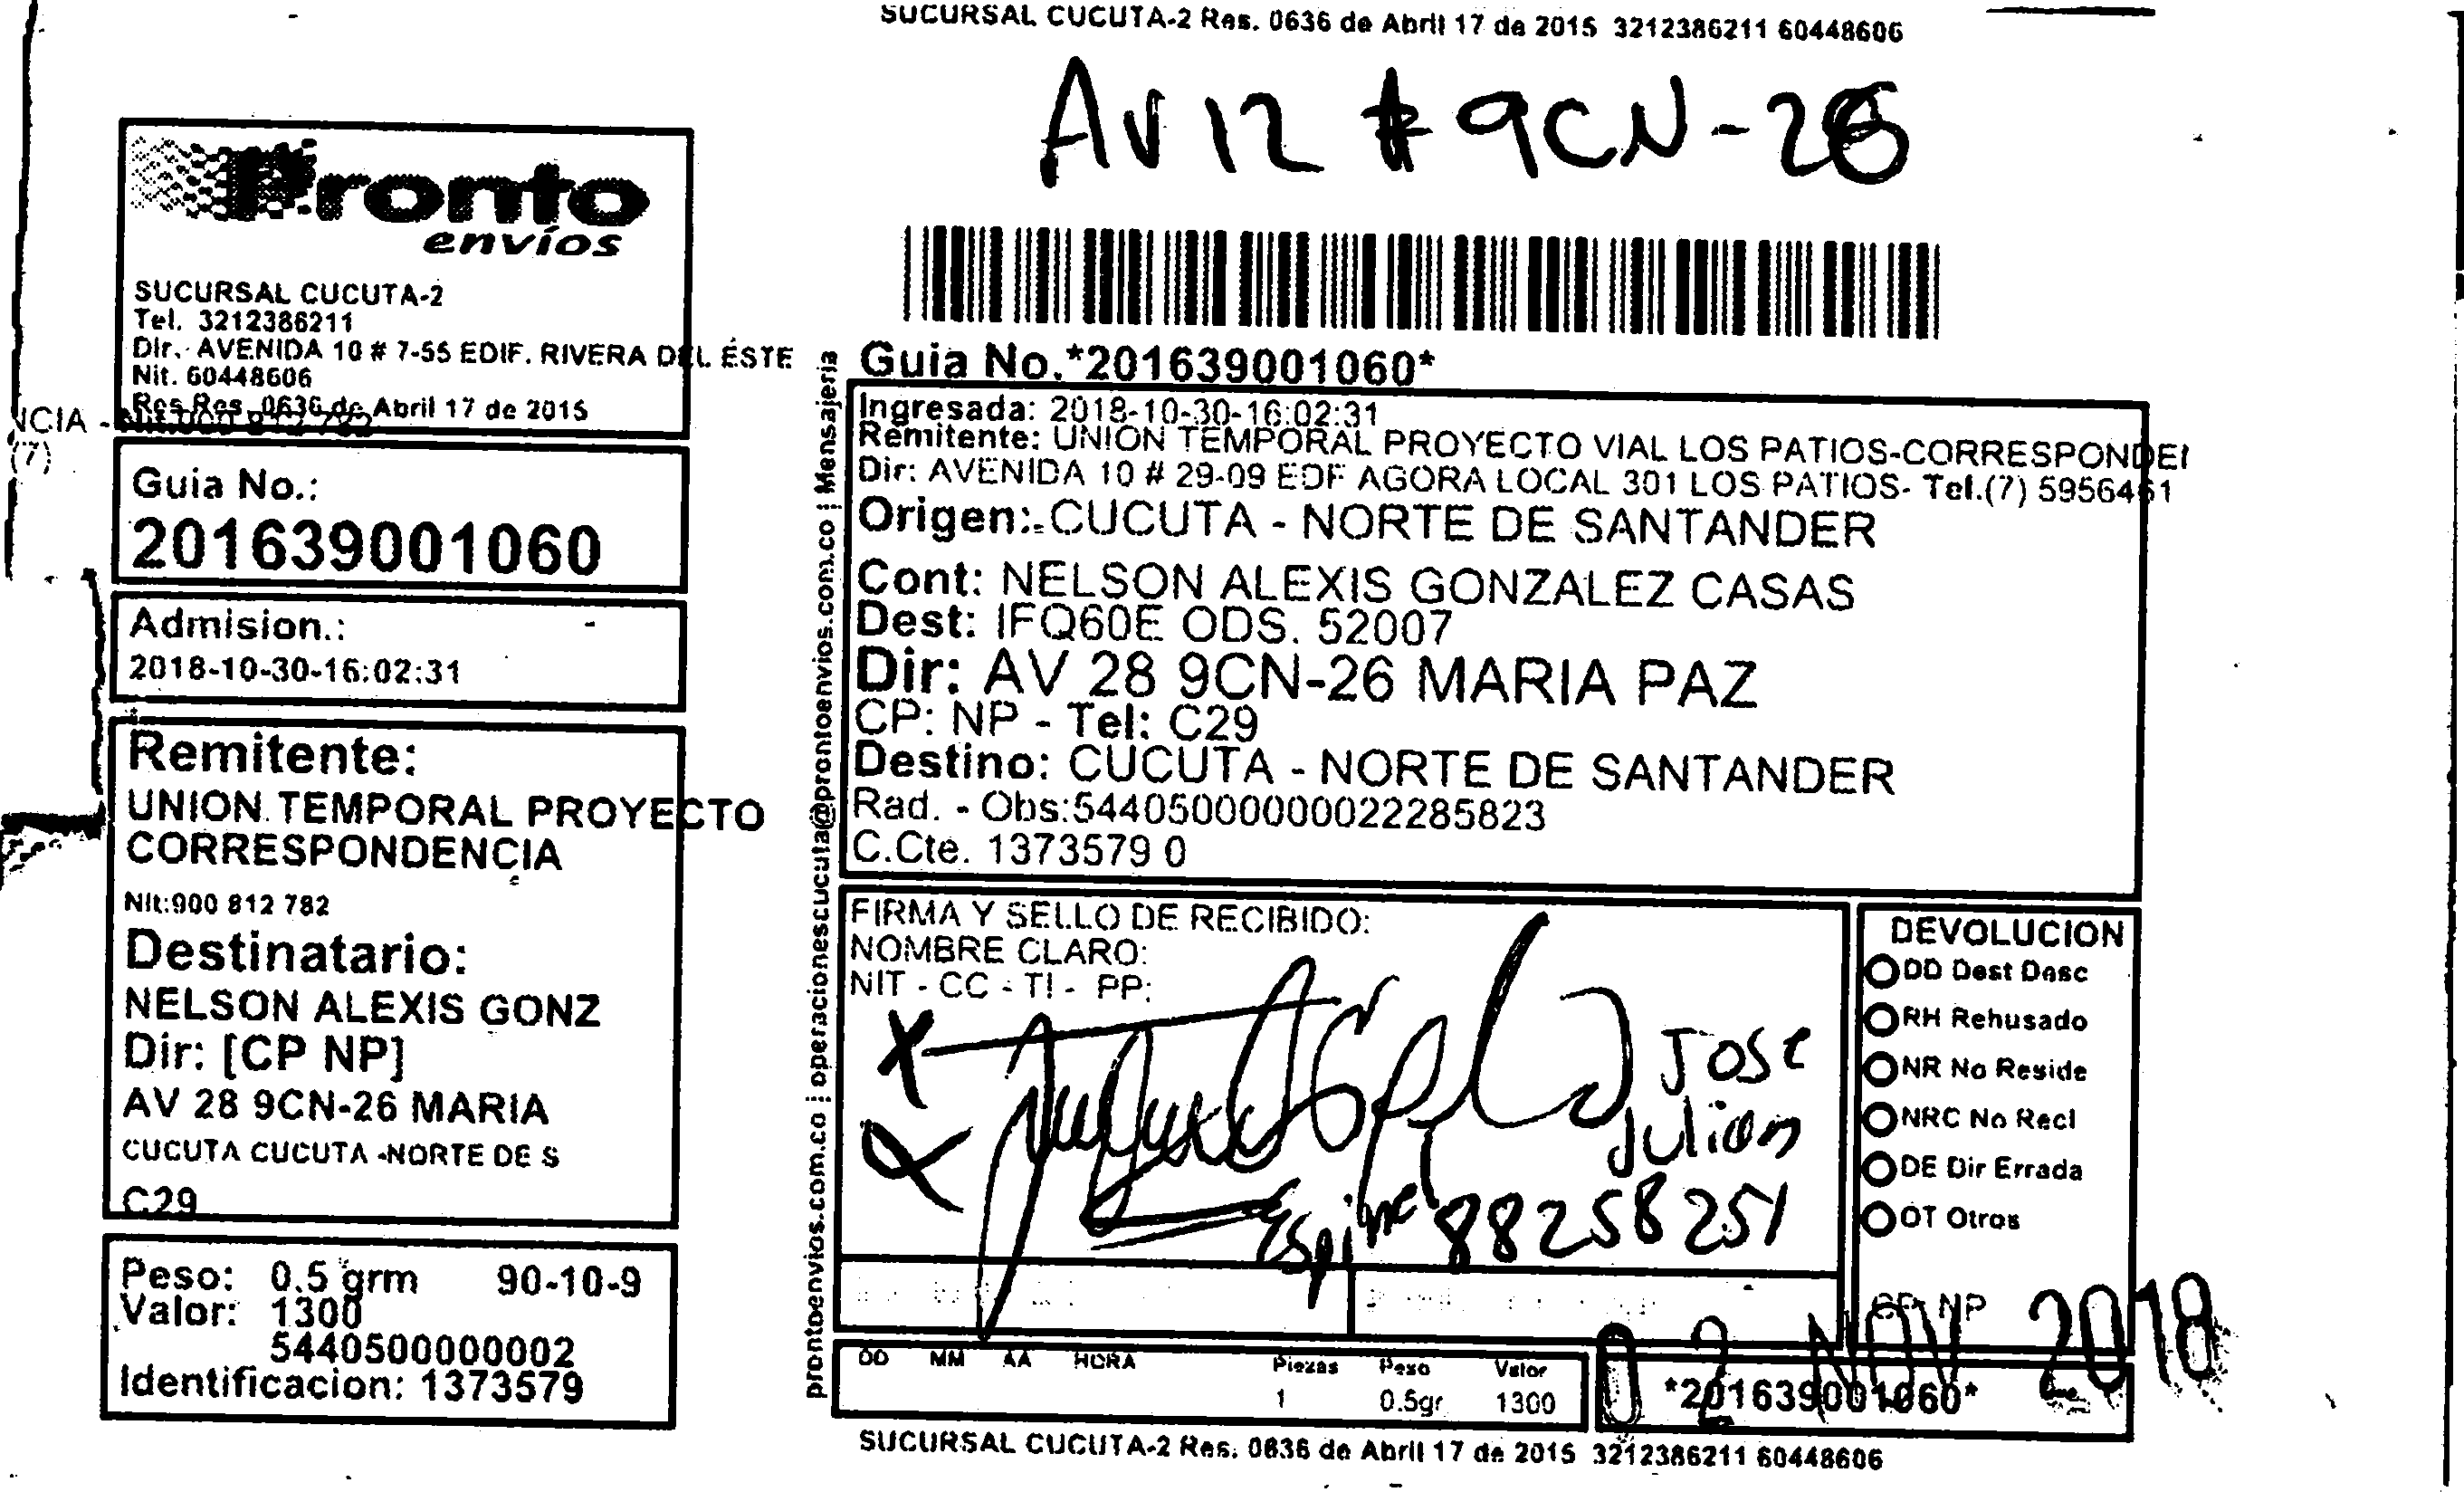 SUCURSAL CUCUTA-2 Res. 0636 de Abril 17 de 2015 3212386211 60448606
AV 12 # 9CN-26
Pronto
envíos
SUCURSAL CUCUTA-2
Tel. 3212386211
Dir. AVENIDA 10 # 7-55 EDIF. RIVERA DEL ESTE
Nit. 60448606
Res Res. 0636 de Abril 17 de 2015
NCIA - Nit:900 812 782
(7)
Guia No.:
201639001060
Admision.:
2018-10-30-16:02:31
Remitente:
UNION TEMPORAL PROYECTO
CORRESPONDENCIA
Nit:900 812 782
Destinatario:
NELSON ALEXIS GONZ
Dir: [CP NP]
AV 28 9CN-26 MARIA
CUCUTA CUCUTA -NORTE DE S
C29
Peso: 0.5 grm 90-10-9
Valor: 1300
5440500000002
Identificacion: 1373579
prontoenvios.com.co | operacionescucuta@prontoenvios.com.co | Mensajeria
Guia No.*201639001060*
Ingresada: 2018-10-30-16:02:31
Remitente: UNION TEMPORAL PROYECTO VIAL LOS PATIOS-CORRESPONDEN
Dir: AVENIDA 10 # 29-09 EDF AGORA LOCAL 301 LOS PATIOS- Tel.(7) 5956461
Origen: CUCUTA - NORTE DE SANTANDER
Cont: NELSON ALEXIS GONZALEZ CASAS
Dest: IFQ60E ODS. 52007
Dir: AV 28 9CN-26 MARIA PAZ
CP: NP - Tel: C29
Destino: CUCUTA - NORTE DE SANTANDER
Rad. - Obs:544050000000022285823
C.Cte. 1373579 0
FIRMA Y SELLO DE RECIBIDO:
NOMBRE CLARO:
NIT - CC - TI - PP:
Jose
Julian
88258251
DEVOLUCION
DD Dest Desc
RH Rehusado
NR No Reside
NRC No Recl
DE Dir Errada
OT Otros
CP: NP
02 NOV 2018
DD MM AA HORA Piezas Peso Valor
1 0.5gr 1300
*201639001060*
SUCURSAL CUCUTA-2 Res. 0636 de Abril 17 de 2015 3212386211 60448606